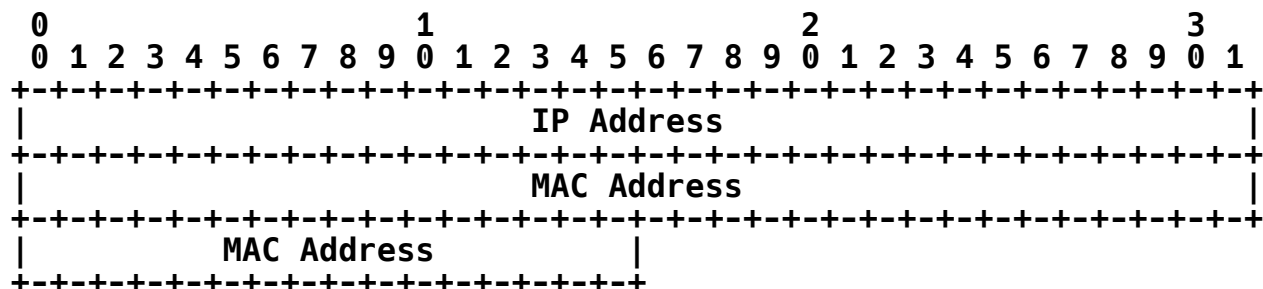 0                   1                   2                   3
 0 1 2 3 4 5 6 7 8 9 0 1 2 3 4 5 6 7 8 9 0 1 2 3 4 5 6 7 8 9 0 1
+-+-+-+-+-+-+-+-+-+-+-+-+-+-+-+-+-+-+-+-+-+-+-+-+-+-+-+-+-+-+-+-+
|                          IP Address                           |
+-+-+-+-+-+-+-+-+-+-+-+-+-+-+-+-+-+-+-+-+-+-+-+-+-+-+-+-+-+-+-+-+
|                          MAC Address                          |
+-+-+-+-+-+-+-+-+-+-+-+-+-+-+-+-+-+-+-+-+-+-+-+-+-+-+-+-+-+-+-+-+
|          MAC Address          |
+-+-+-+-+-+-+-+-+-+-+-+-+-+-+-+-+